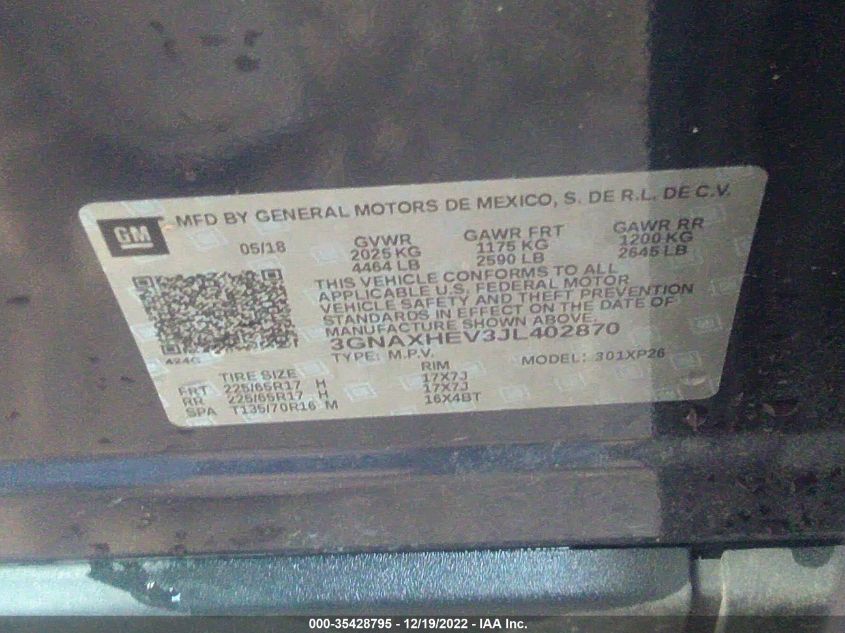 GM
MFD BY GENERAL MOTORS DE MEXICO, S. DE R.L. DE C.V.
05/18 GVWR GAWR FRT GAWR RR
2025 KG 1175 KG 1200 KG
4464 LB 2590 LB 2645 LB
THIS VEHICLE CONFORMS TO ALL
APPLICABLE U.S. FEDERAL MOTOR
VEHICLE SAFETY AND THEFT PREVENTION
STANDARDS IN EFFECT ON THE DATE OF
MANUFACTURE SHOWN ABOVE.
3GNAXHEV3JL402870
424G TYPE: M.P.V. MODEL: 301XP26
TIRE SIZE RIM
FRT 225/65R17 H 17X7J
RR 225/65R17 H 17X7J
SPA T135/70R16 M 16X4BT
000-35428795 - 12/19/2022 - IAA Inc.